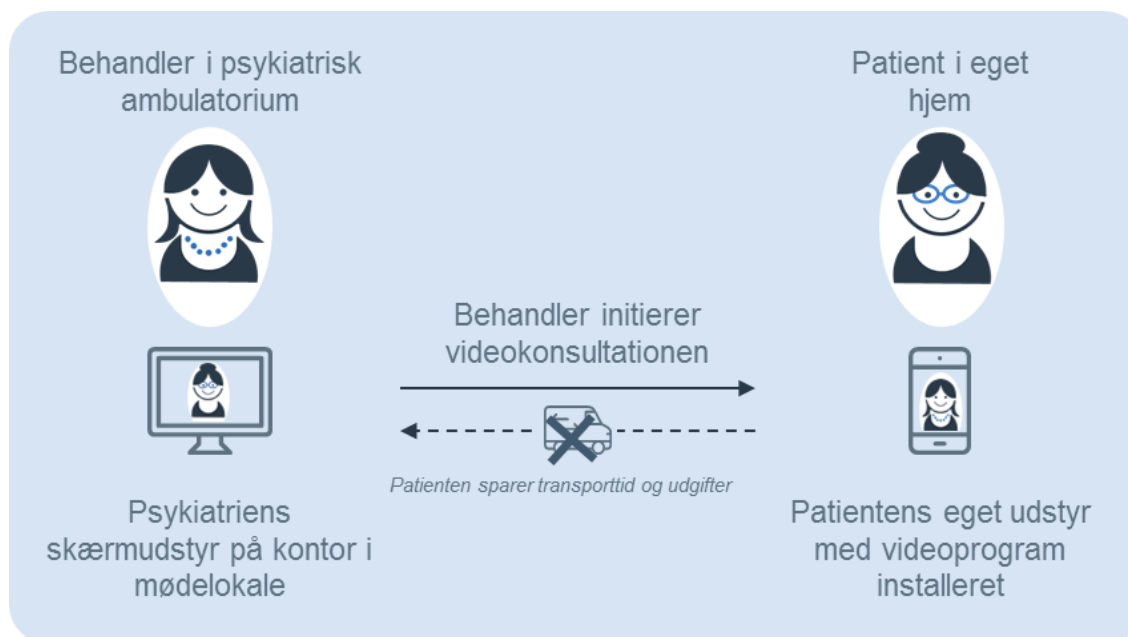 Behandler i psykiatrisk
ambulatorium
Patient i eget
hjem
Behandler initierer
videokonsultationen
Patienten sparer transporttid og udgifter
Psykiatriens
skærmudstyr på kontor i
mødelokale
Patientens eget udstyr
med videoprogram
installeret